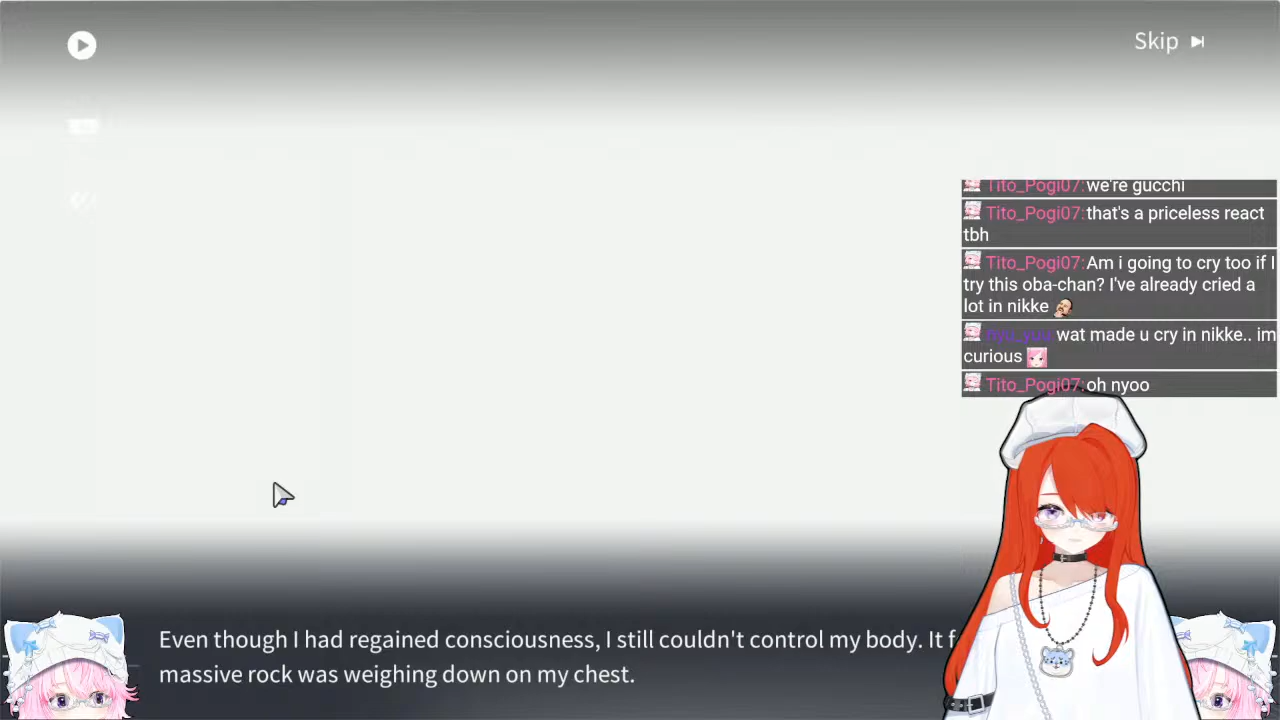 Skip
Tito_Pogi07: we're gucchi
Tito_Pogi07: that's a priceless react
tbh
Tito_Pogi07: Am i going to cry too if I
try this oba-chan? I've already cried a
lot in nikke
wat made u cry in nikke.. im
curious
Tito_Pogi07: oh nyoo
Even though I had regained consciousness, I still couldn't control my body. It
massive rock was weighing down on my chest.